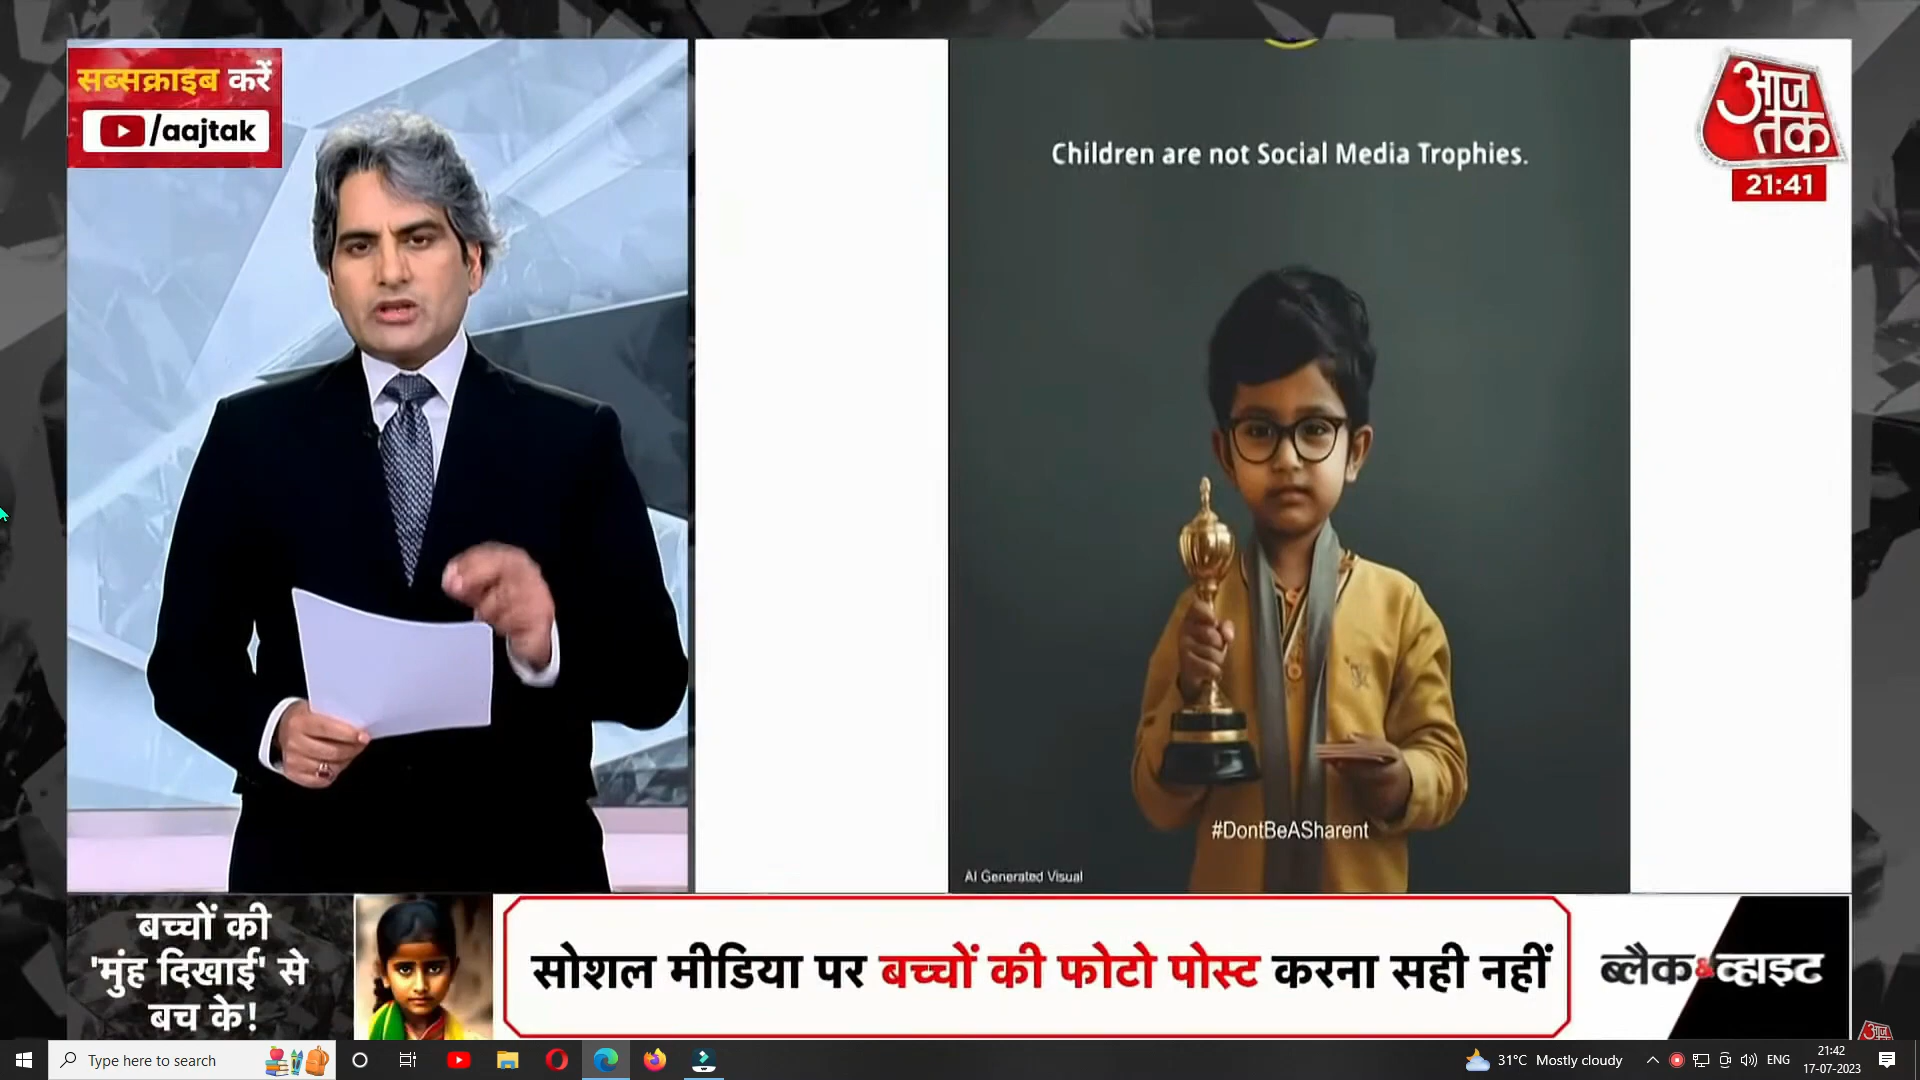 सब्सक्राइब करें
/aajtak
Children are not Social Media Trophies.
आज तक
21:41
#DontBeASharent
AI Generated Visual
बच्चों की
'मुंह दिखाई' से
बच के!
सोशल मीडिया पर बच्चों की फोटो पोस्ट करना सही नहीं
ब्लैक&व्हाइट
आज
Type here to search
31°C Mostly cloudy
ENG
21:42
17-07-2023